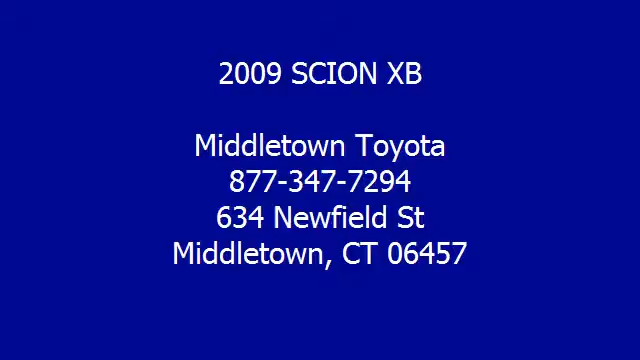 2009 SCION XB
Middletown Toyota
877-347-7294
634 Newfield St
Middletown, CT 06457